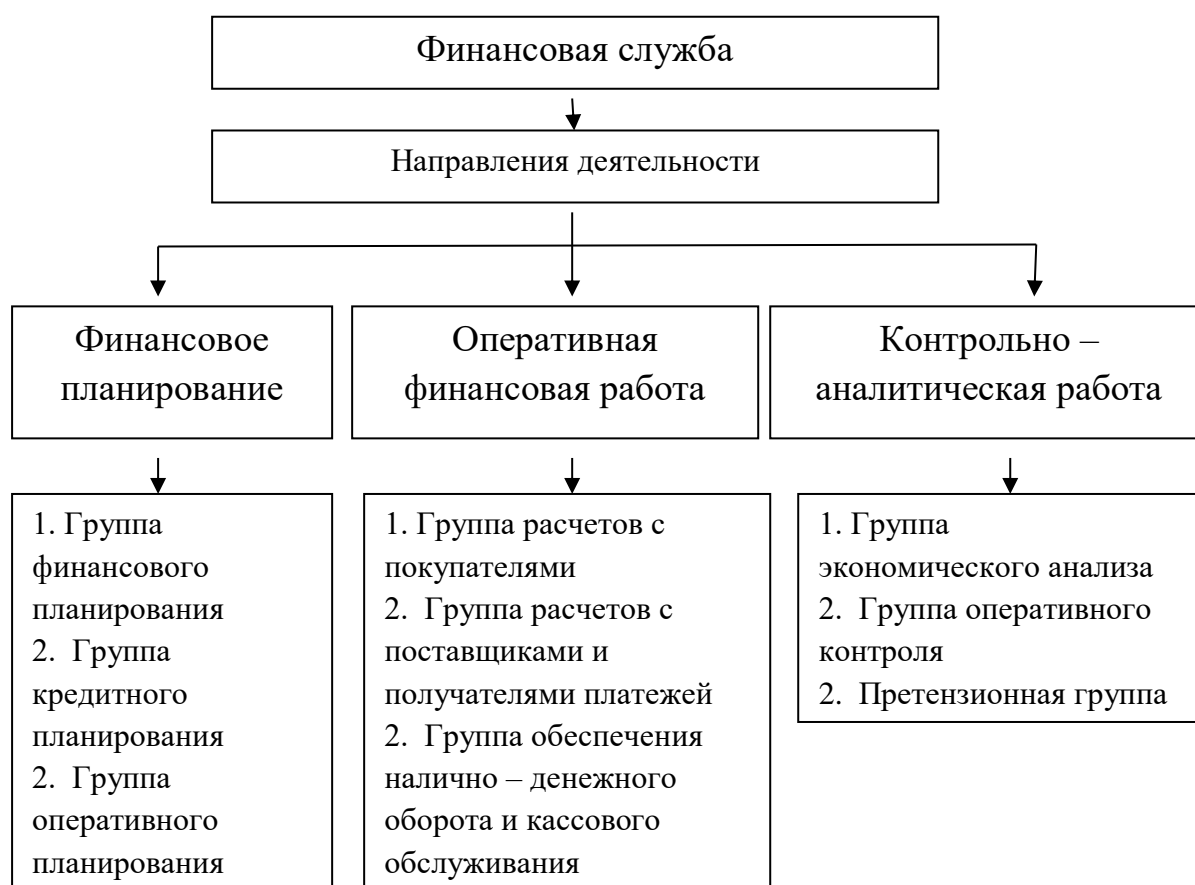 Финансовая служба
Направления деятельности
Финансовое
планирование
Оперативная
финансовая работа
Контрольно –
аналитическая работа
1. Группа
финансового
планирования
2. Группа
кредитного
планирования
2. Группа
оперативного
планирования
1. Группа расчетов с
покупателями
2. Группа расчетов с
поставщиками и
получателями платежей
2. Группа обеспечения
налично – денежного
оборота и кассового
обслуживания
1. Группа
экономического анализа
2. Группа оперативного
контроля
2. Претензионная группа